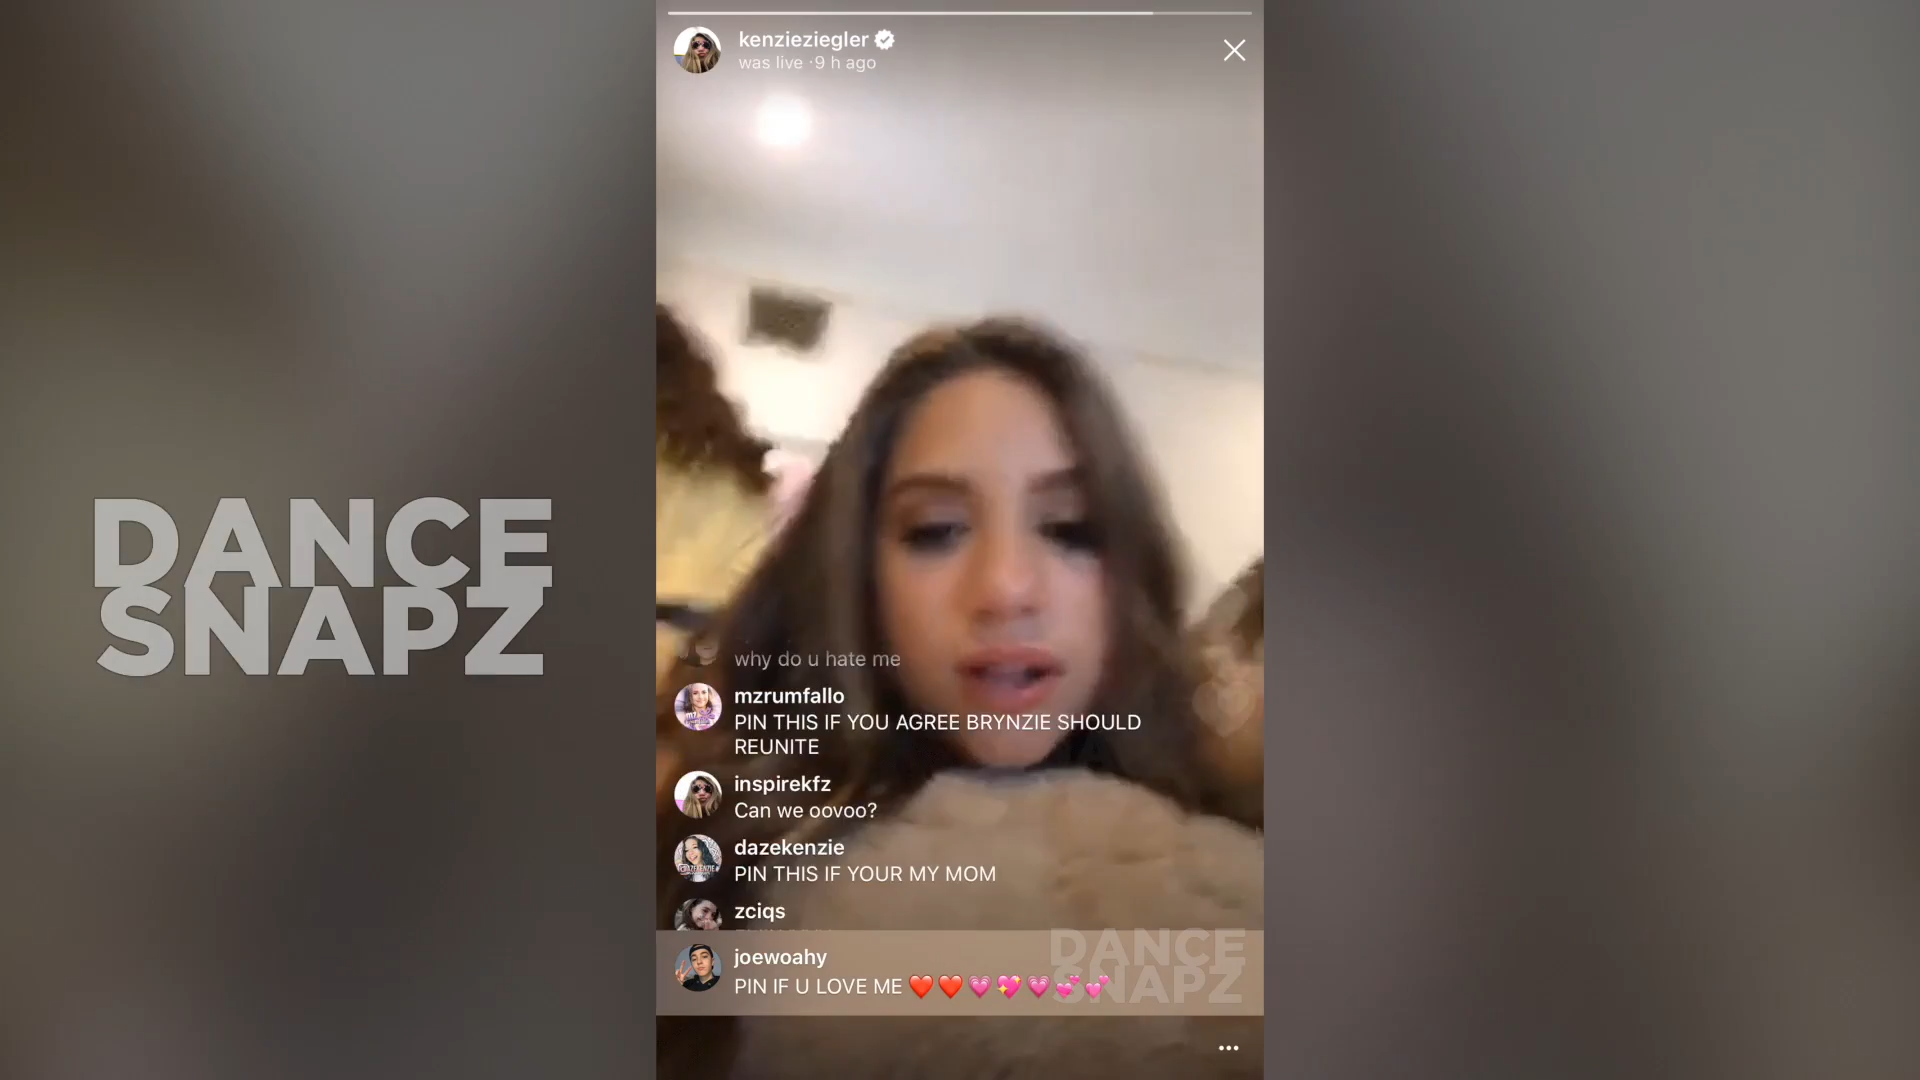 kenzieziegler
was live · 9 h ago
DANCE
SNAPZ
why do u hate me
mzrumfallo
PIN THIS IF YOU AGREE BRYNZIE SHOULD
REUNITE
inspirekfz
Can we oovoo?
dazekenzie
PIN THIS IF YOUR MY MOM
zciqs
joewoahy
PIN IF U LOVE ME ❤️❤️💗💖💗💕💕
DANCE
SNAPZ